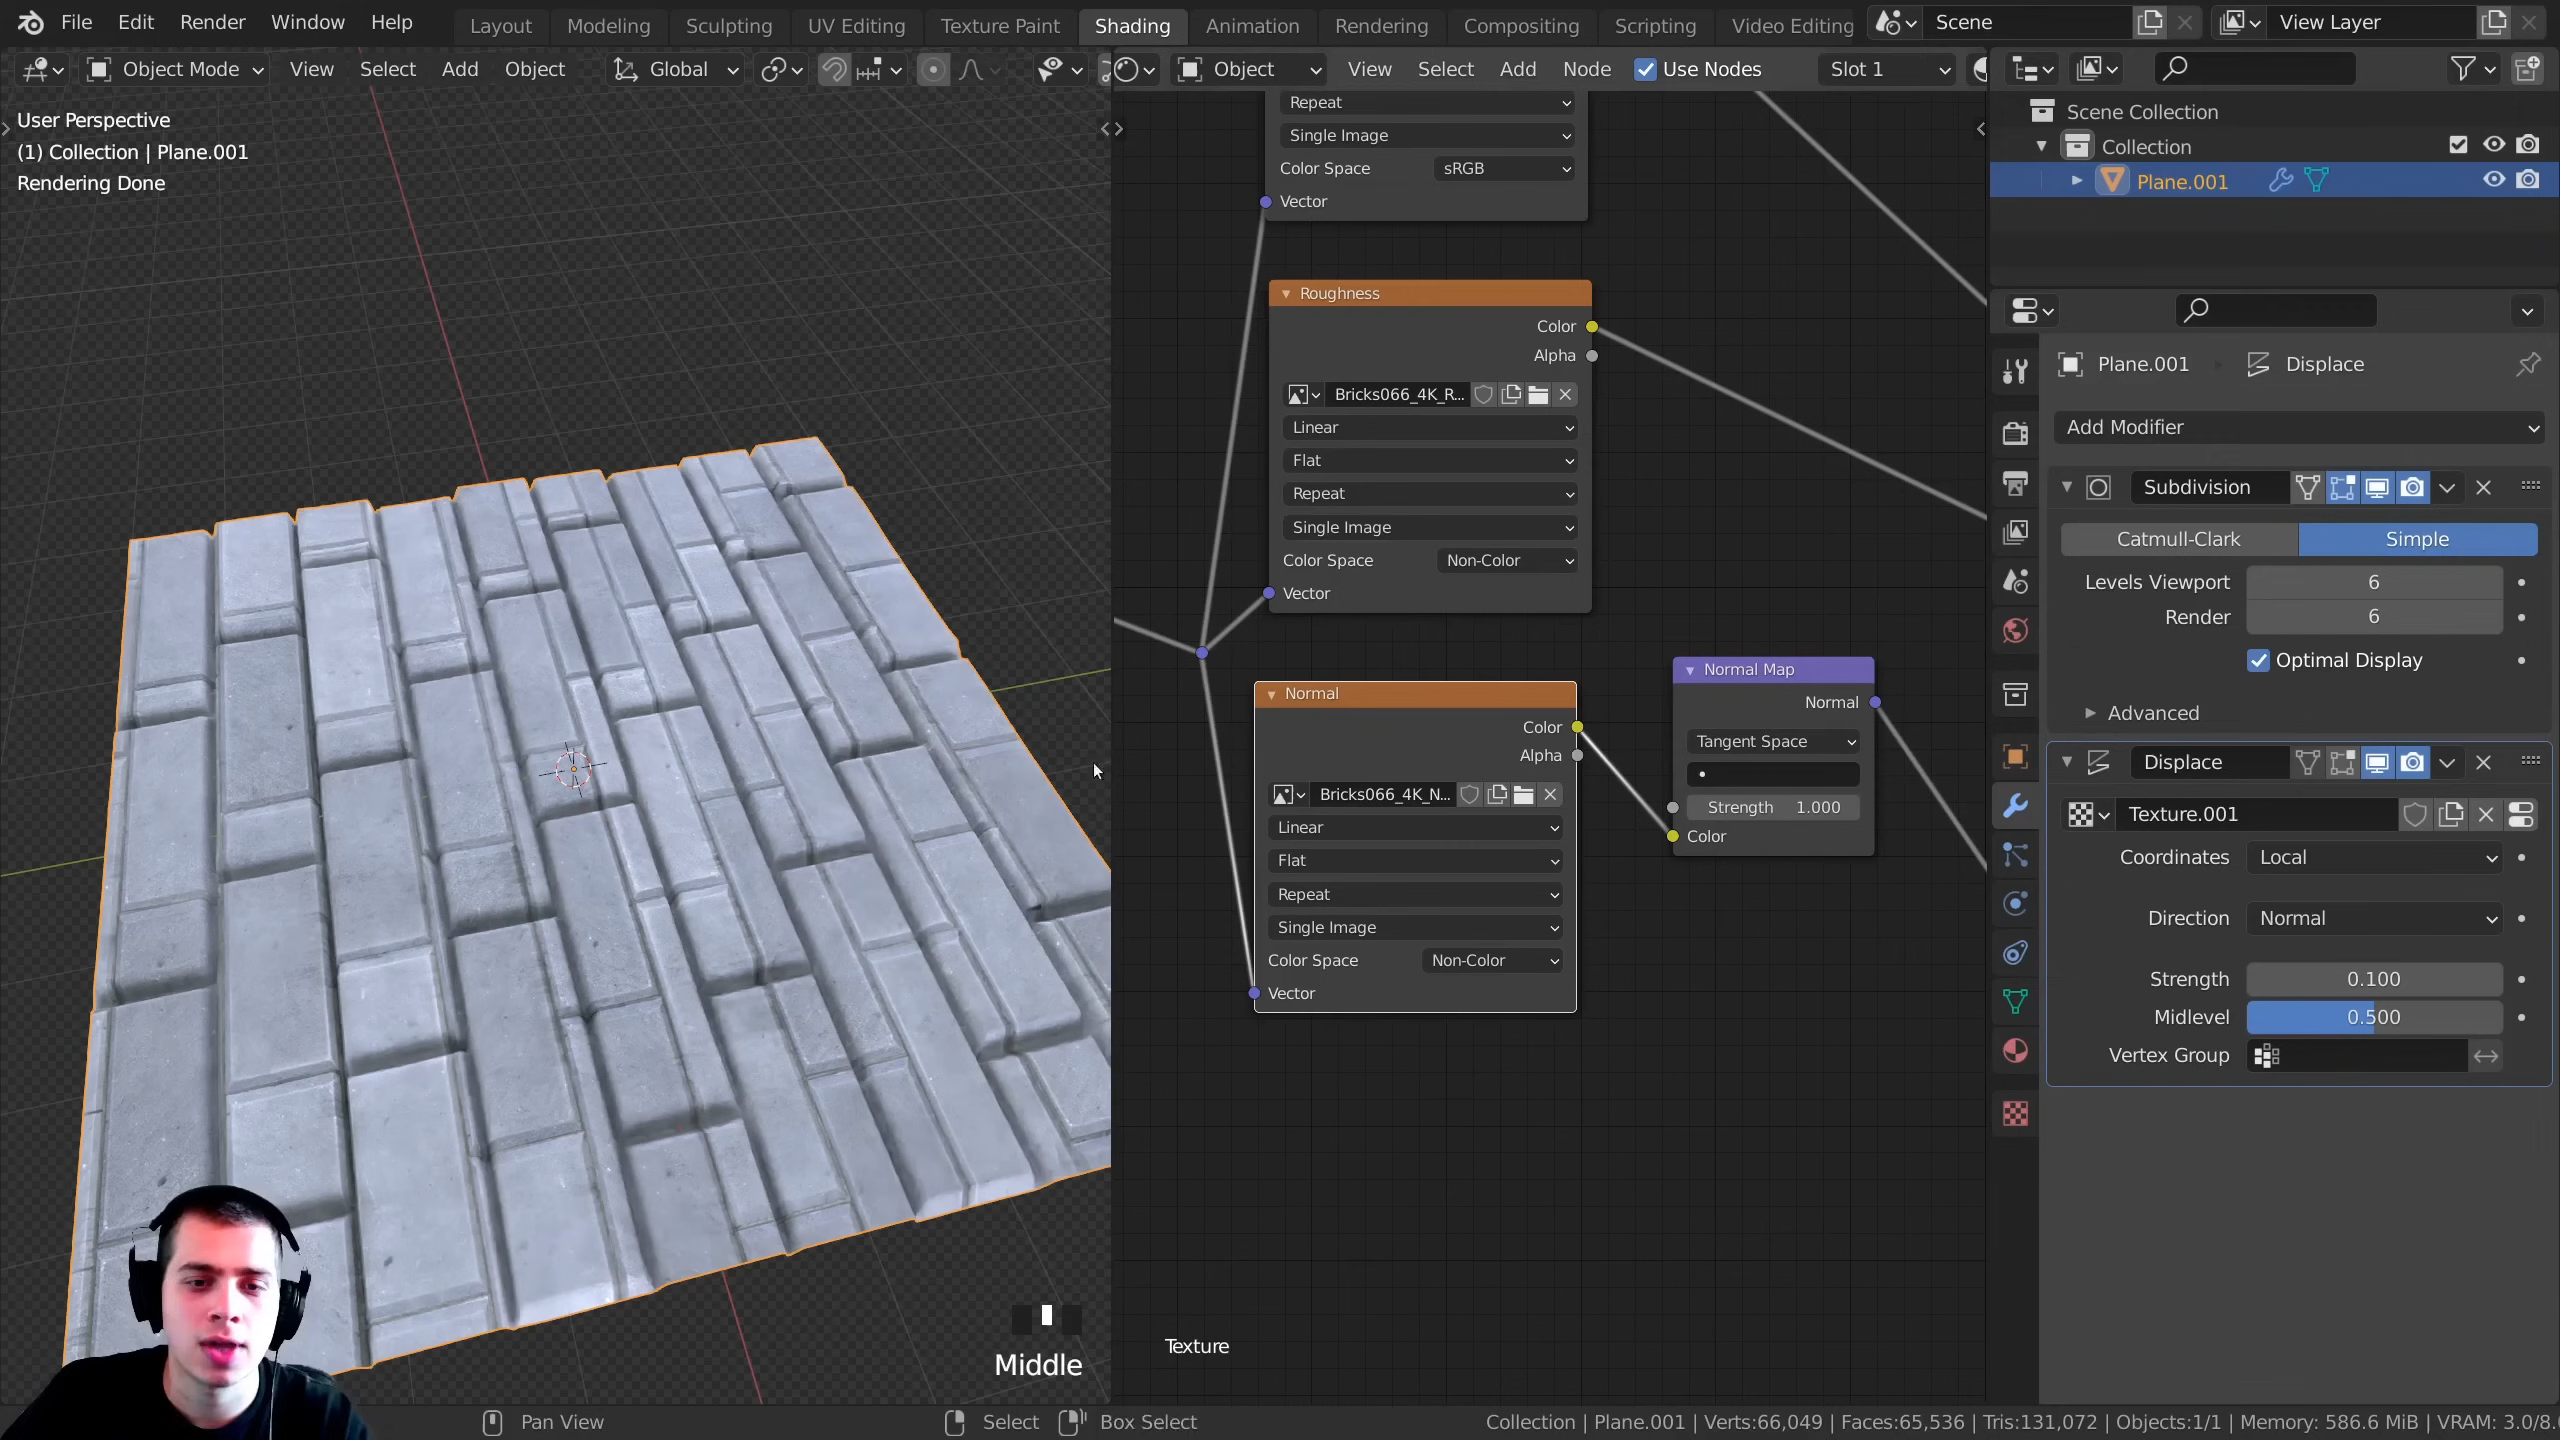 File Edit Render Window Help Layout Modeling Sculpting UV Editing Texture Paint Shading Animation Rendering Compositing Scripting Video Editing Scene View Layer
Object Mode View Select Add Object Global Object View Select Add Node Use Nodes Slot 1
User Perspective
(1) Collection | Plane.001
Rendering Done
Repeat
Single Image
Color Space sRGB
Vector
Roughness
Color
Alpha
Bricks066_4K_R...
Linear
Flat
Repeat
Single Image
Color Space Non-Color
Vector
Normal
Color
Alpha
Bricks066_4K_N...
Linear
Flat
Repeat
Single Image
Color Space Non-Color
Vector
Normal Map
Normal
Tangent Space
Strength 1.000
Color
Texture
Middle
Scene Collection
Collection
Plane.001
Plane.001 Displace
Add Modifier
Subdivision
Catmull-Clark Simple
Levels Viewport 6
Render 6
Optimal Display
Advanced
Displace
Texture.001
Coordinates Local
Direction Normal
Strength 0.100
Midlevel 0.500
Vertex Group
Pan View Select Box Select Collection | Plane.001 | Verts:66,049 | Faces:65,536 | Tris:131,072 | Objects:1/1 | Memory: 586.6 MiB | VRAM: 3.0/8.